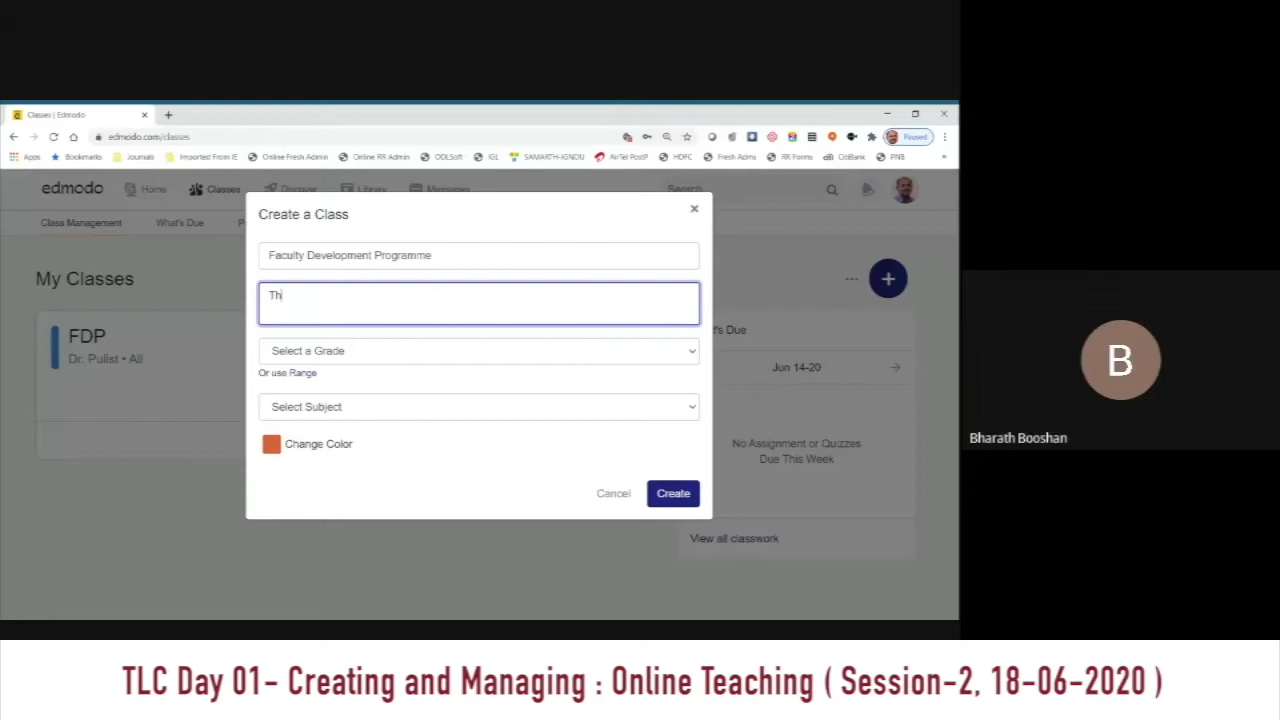 Classes | Edmodo
edmodo.com/classes
Paused
Apps
Bookmarks
Journals
Imported From IE
Online Fresh Admin
Online RR Admin
ODLSoft
IGL
SAMARTH-IGNOU
AirTel PostP
HDFC
Fresh Adms
RR Forms
CitiBank
PNB
edmodo
Home
Classes
Discover
Library
Messages
Search
Class Management
What's Due
P
My Classes
FDP
Dr. Pulist • All
Create a Class
Faculty Development Programme
Th
Select a Grade
Or use Range
Select Subject
Change Color
Cancel
Create
t's Due
Jun 14-20
No Assignment or Quizzes
Due This Week
View all classwork
B
Bharath Booshan
TLC Day 01- Creating and Managing : Online Teaching ( Session-2, 18-06-2020 )